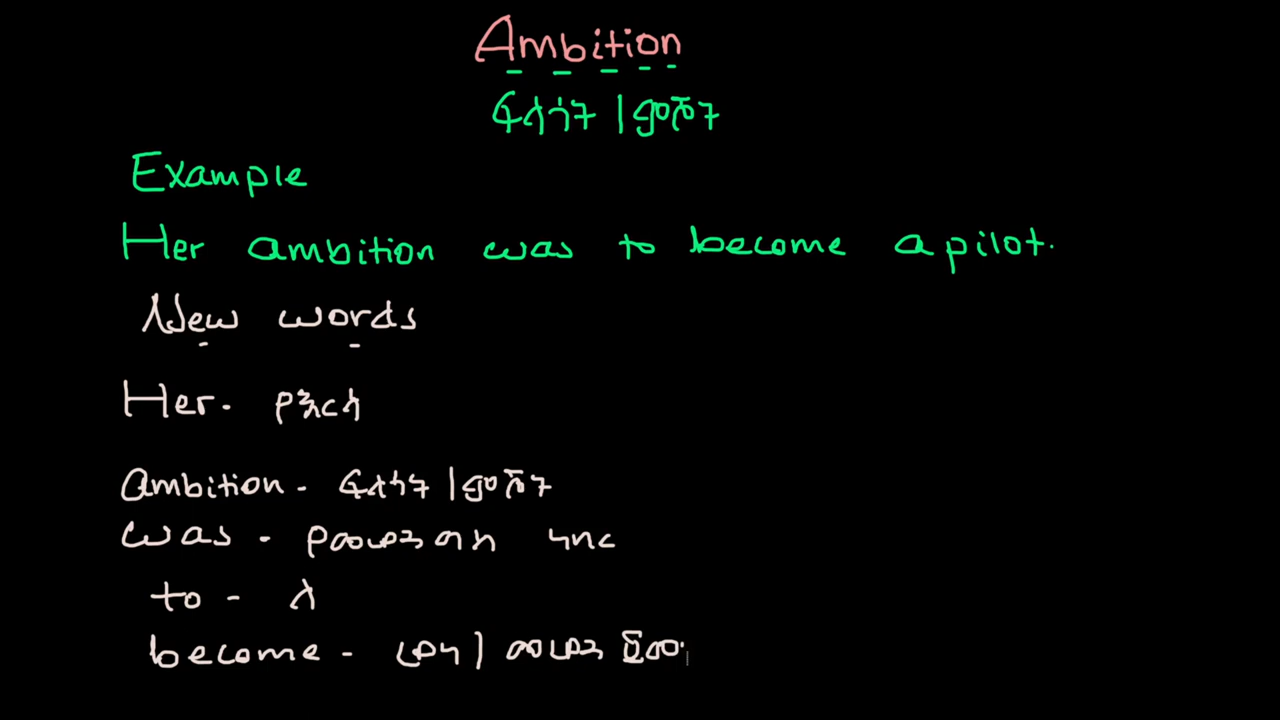 Ambition
ፍላጎት | ምኞት
Example
Her ambition was to become a pilot.
New words
Her.
Ambition - ፍላጎት | ምኞት
was - ነበር
to - ለ
become - ሆነ |